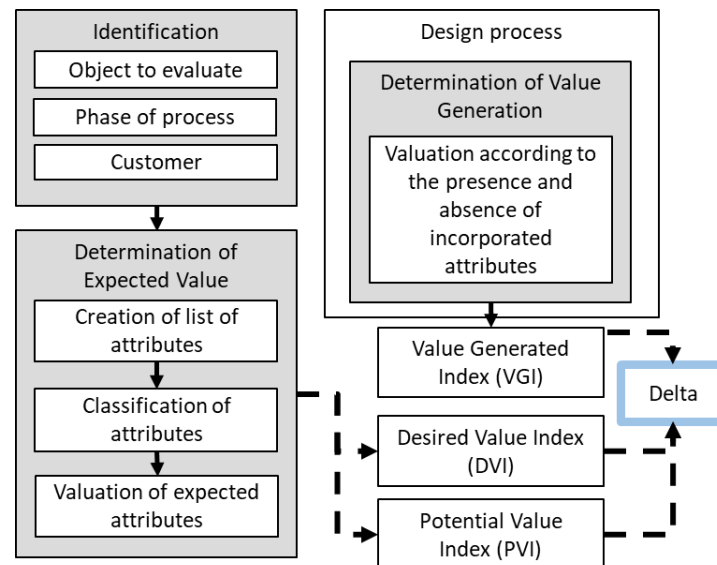 Identification
Object to evaluate
Phase of process
Customer
Determination of
Expected Value
Creation of list of
attributes
Classification of
attributes
Valuation of expected
attributes
Design process
Determination of Value
Generation
Valuation according to
the presence and
absence of
incorporated
attributes
Value Generated
Index (VGI)
Desired Value Index
(DVI)
Potential Value
Index (PVI)
Delta